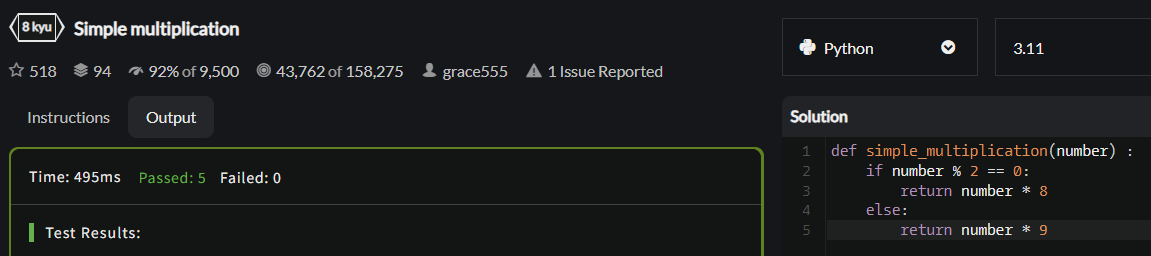 8 kyu Simple multiplication
518 94 92% of 9,500 43,762 of 158,275 grace555 1 Issue Reported
Instructions Output
Time: 495ms Passed: 5 Failed: 0
Test Results:
Python 3.11
Solution
1 def simple_multiplication(number) :
2     if number % 2 == 0:
3         return number * 8
4     else:
5         return number * 9